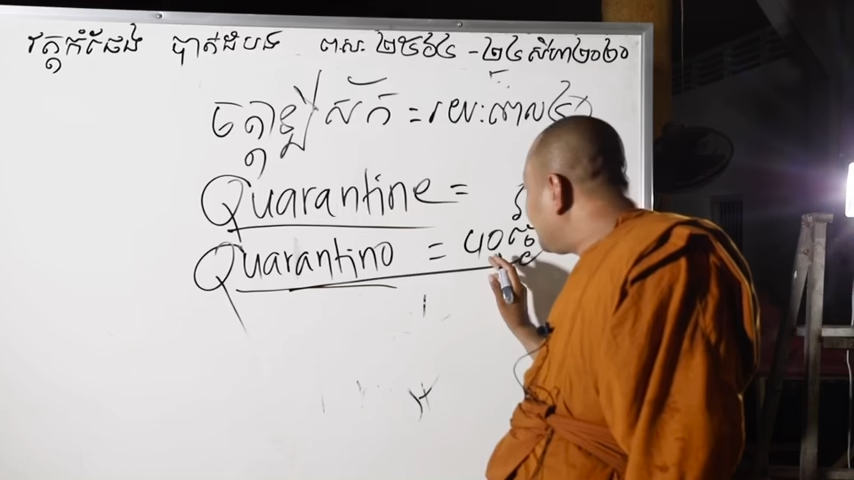 វត្តកំផែង បាត់ដំបង ព.ស. ២៥៦៤ - ២៤ សីហា ២០២០
ចត្តាឡីស័ក = រយៈពេល
Quarantine =
Quarantino = 40